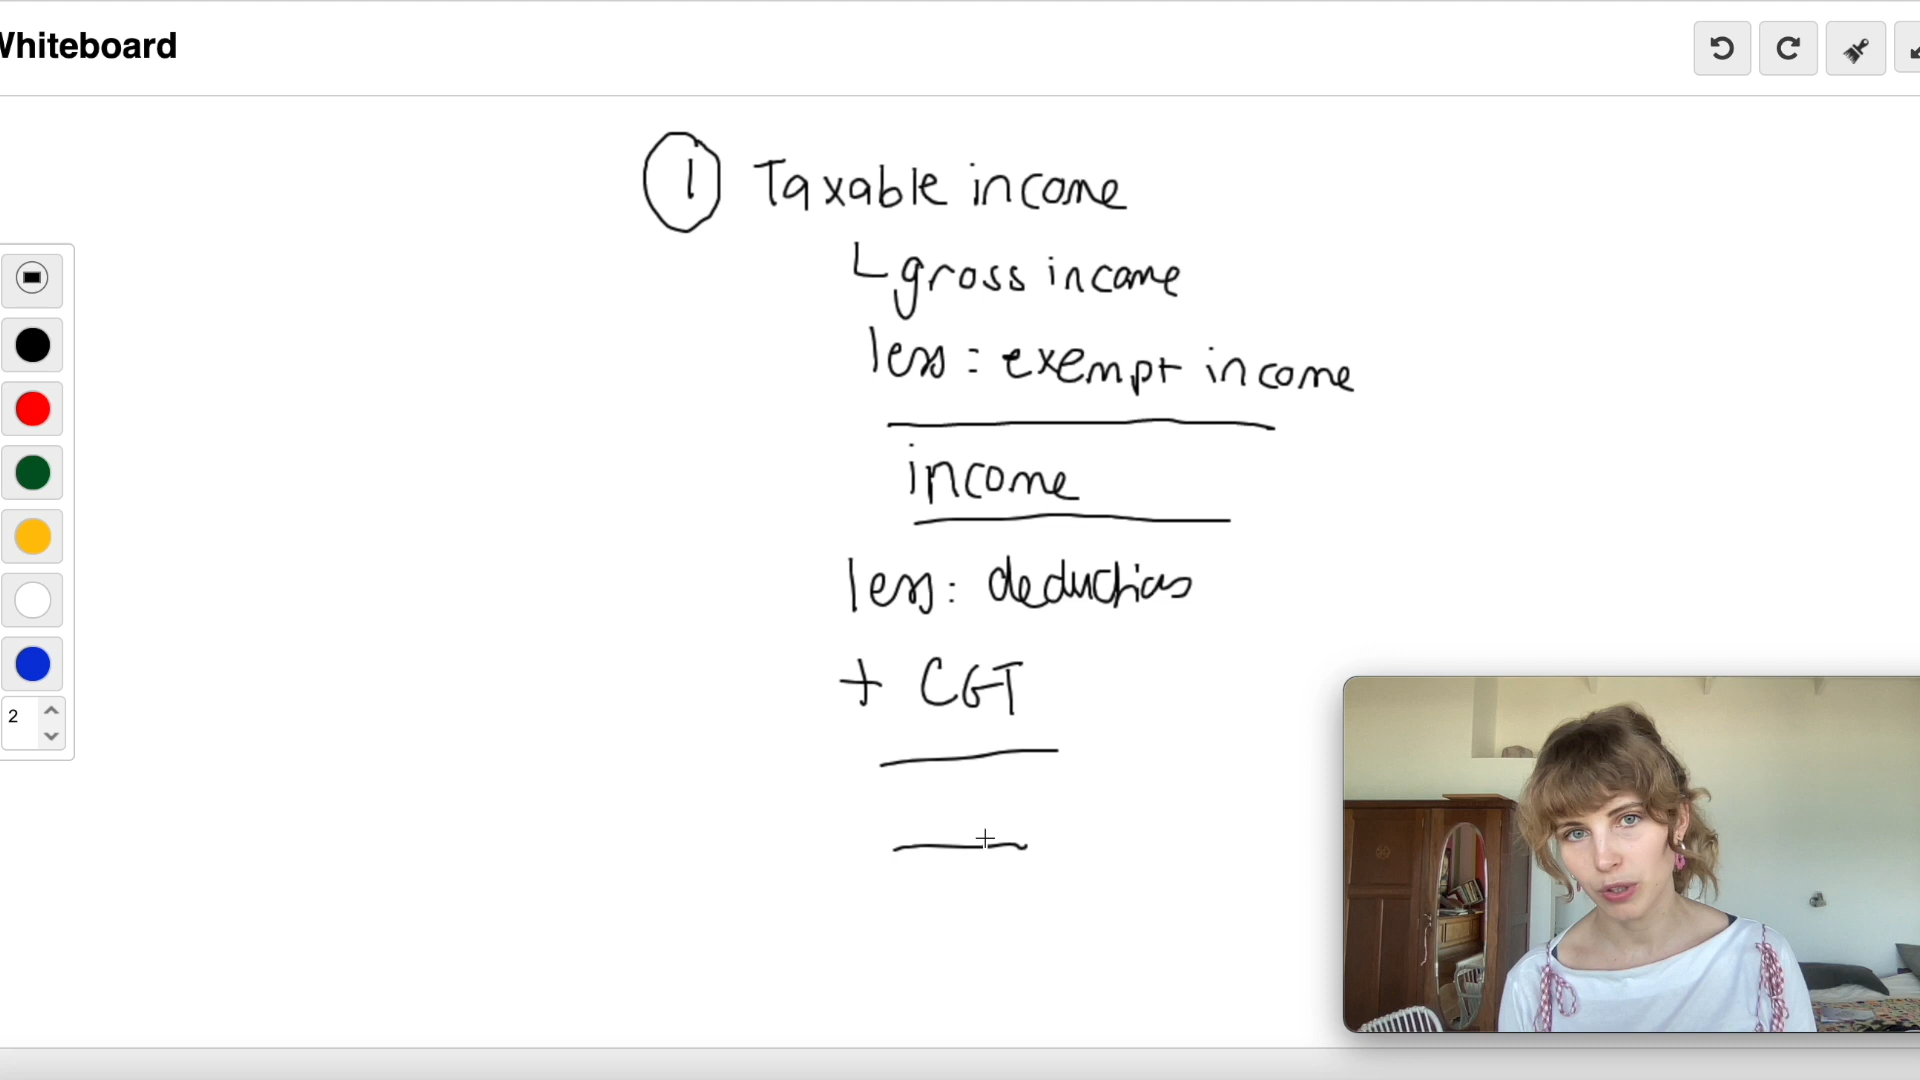 Whiteboard
1 Taxable income
gross income
less: exempt income
income
less: deductions
+ CGT
2